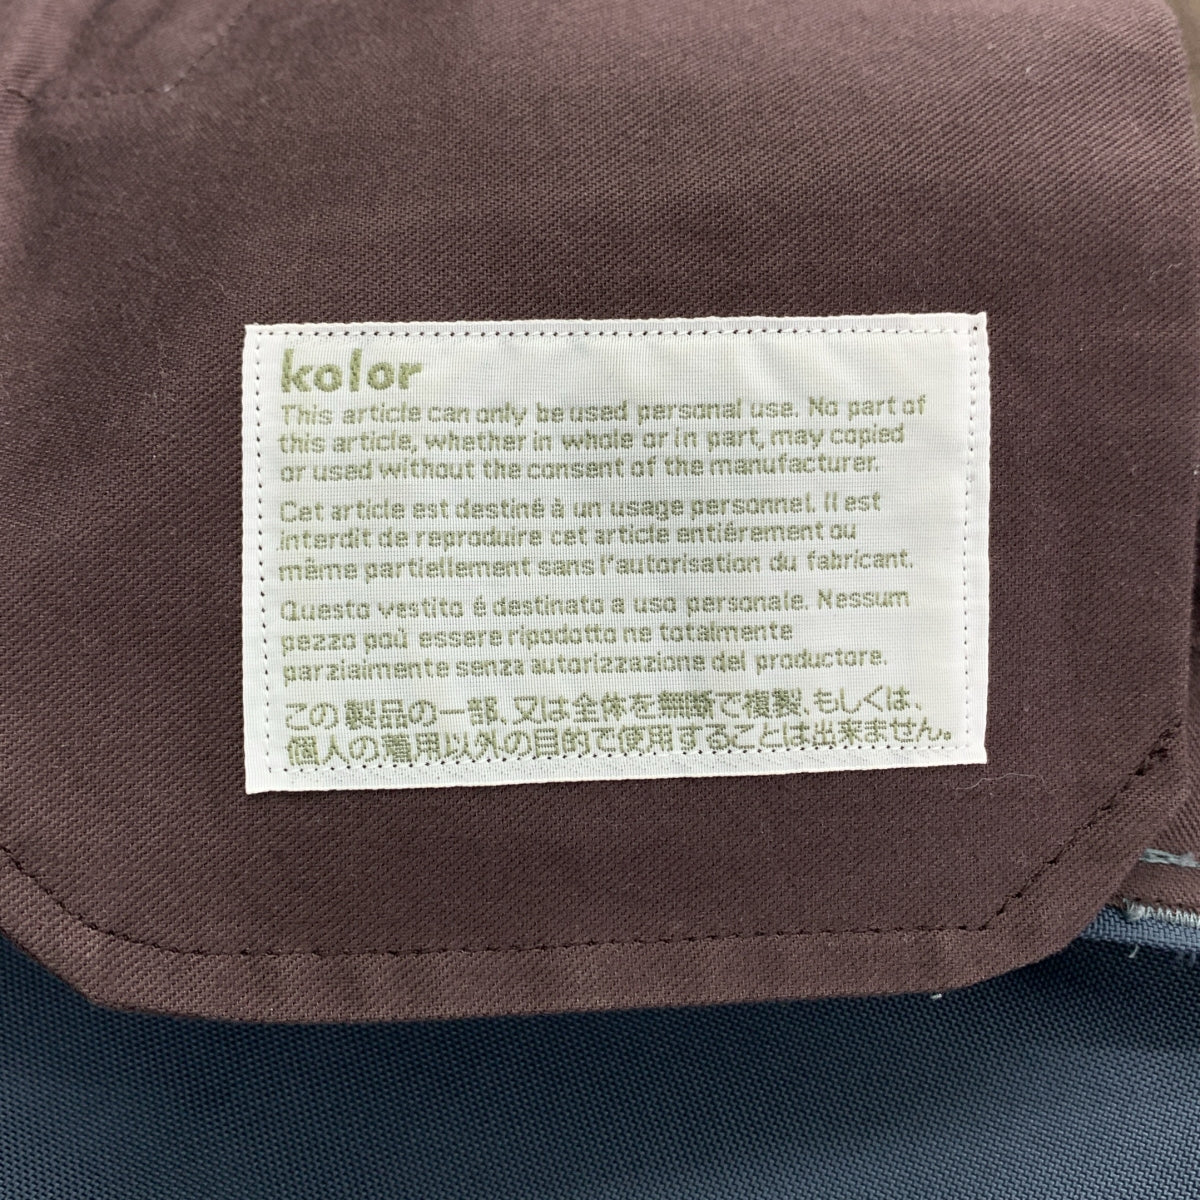 kolor
This article can only be used personal use. No part of
this article, whether in whole or in part, may copied
or used without the consent of the manufacturer.
Cet article est destiné à un usage personnel. Il est
interdit de reproduire cet article entiérement ou
même partiellement sans l'autorisation du fabricant.
Questo vestito é destinato a uso personale. Nessum
pezzo poù essere ripodotto ne totalmente
parziaimente senza autorizzazione del productore.
この製品の一部、又は全体を無断で複製、もしくは、
個人の着用以外の目的で使用することは出来ません。